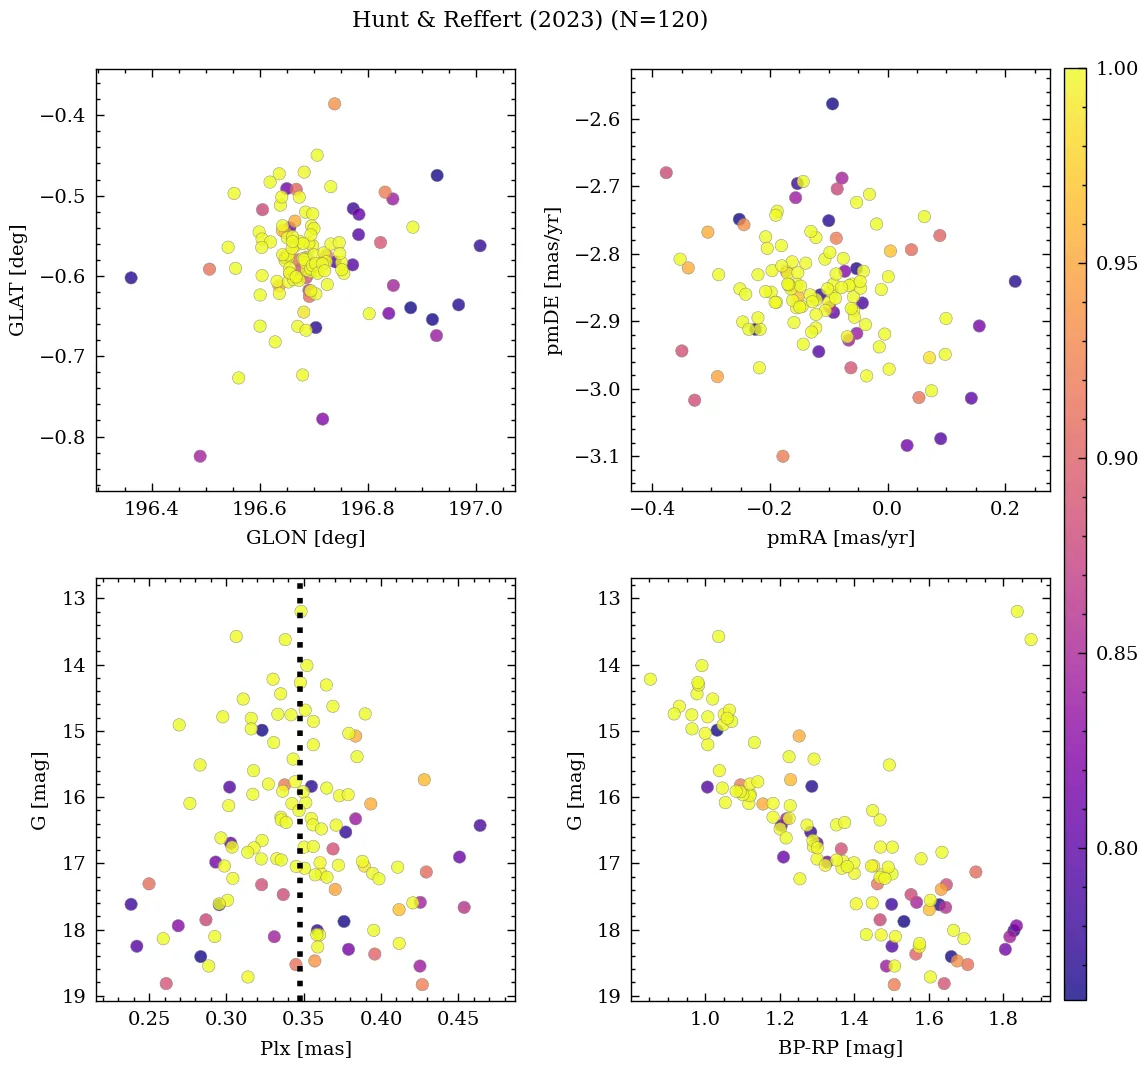 Hunt & Reffert (2023) (N=120)
−0.4
−0.5
−0.6
−0.7
−0.8
GLAT [deg]
196.4 196.6 196.8 197.0
GLON [deg]
−2.6
−2.7
−2.8
−2.9
−3.0
−3.1
pmDE [mas/yr]
−0.4 −0.2 0.0 0.2
pmRA [mas/yr]
1.00
0.95
0.90
0.85
0.80
13
14
15
16
17
18
19
G [mag]
0.25 0.30 0.35 0.40 0.45
Plx [mas]
13
14
15
16
17
18
19
G [mag]
1.0 1.2 1.4 1.6 1.8
BP-RP [mag]